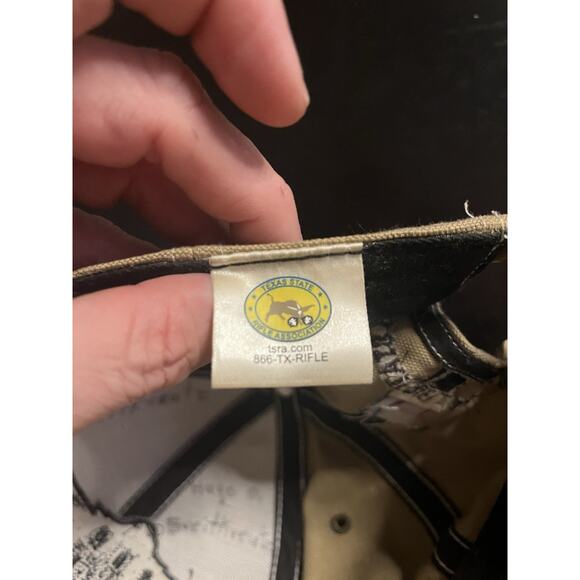 TEXAS STATE
RIFLE ASSOCIATION
tsra.com
866-TX-RIFLE